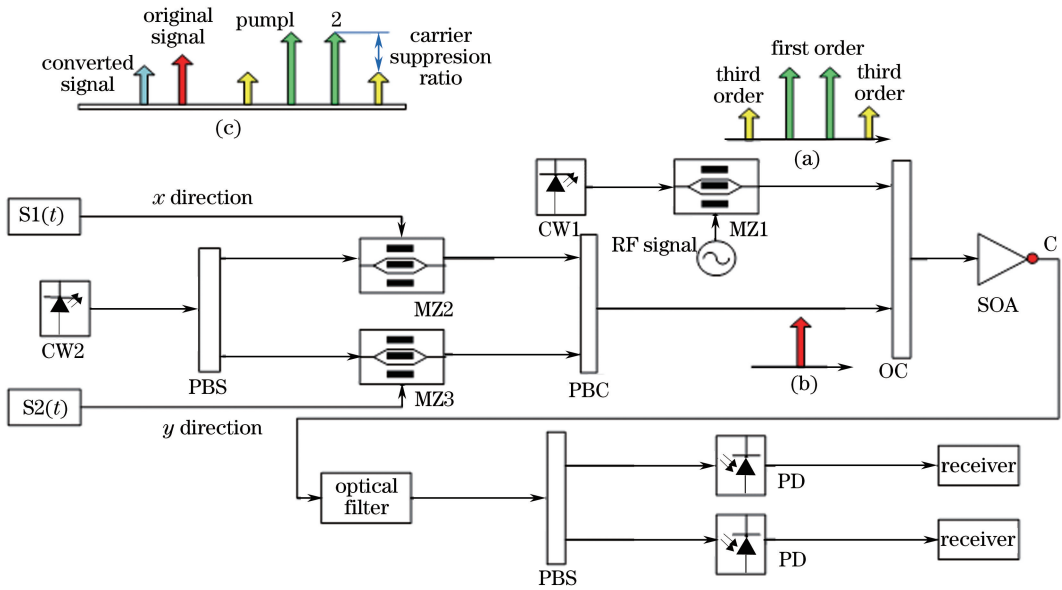 original
signal
pumpl
2
carrier
suppresion
ratio
converted
signal
(c)
first order
third
order
third
order
(a)
S1(t)
x direction
CW1
MZ1
RF signal
CW2
PBS
MZ2
MZ3
PBC
(b)
OC
SOA
C
S2(t)
y direction
optical
filter
PBS
PD
receiver
PD
receiver